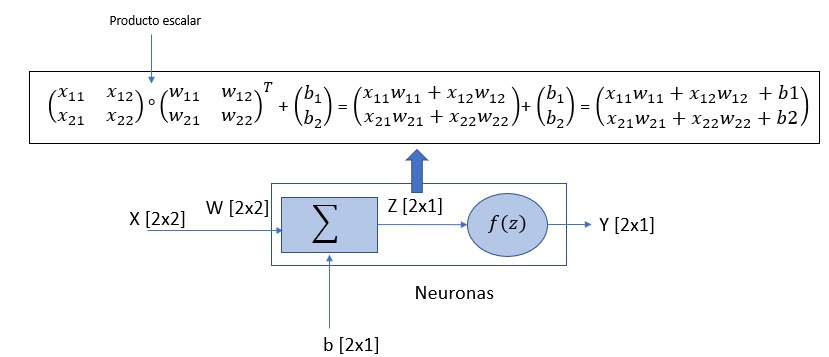 Producto escalar
(x₁₁ x₁₂
x₂₁ x₂₂) ∘ (w₁₁ w₁₂
w₂₁ w₂₂)ᵀ + (b₁
b₂) = (x₁₁w₁₁ + x₁₂w₁₂
x₂₁w₂₁ + x₂₂w₂₂) + (b₁
b₂) = (x₁₁w₁₁ + x₁₂w₁₂ + b1
x₂₁w₂₁ + x₂₂w₂₂ + b2)
X [2x2]
W [2x2]
∑
Z [2x1]
f(z)
Y [2x1]
Neuronas
b [2x1]